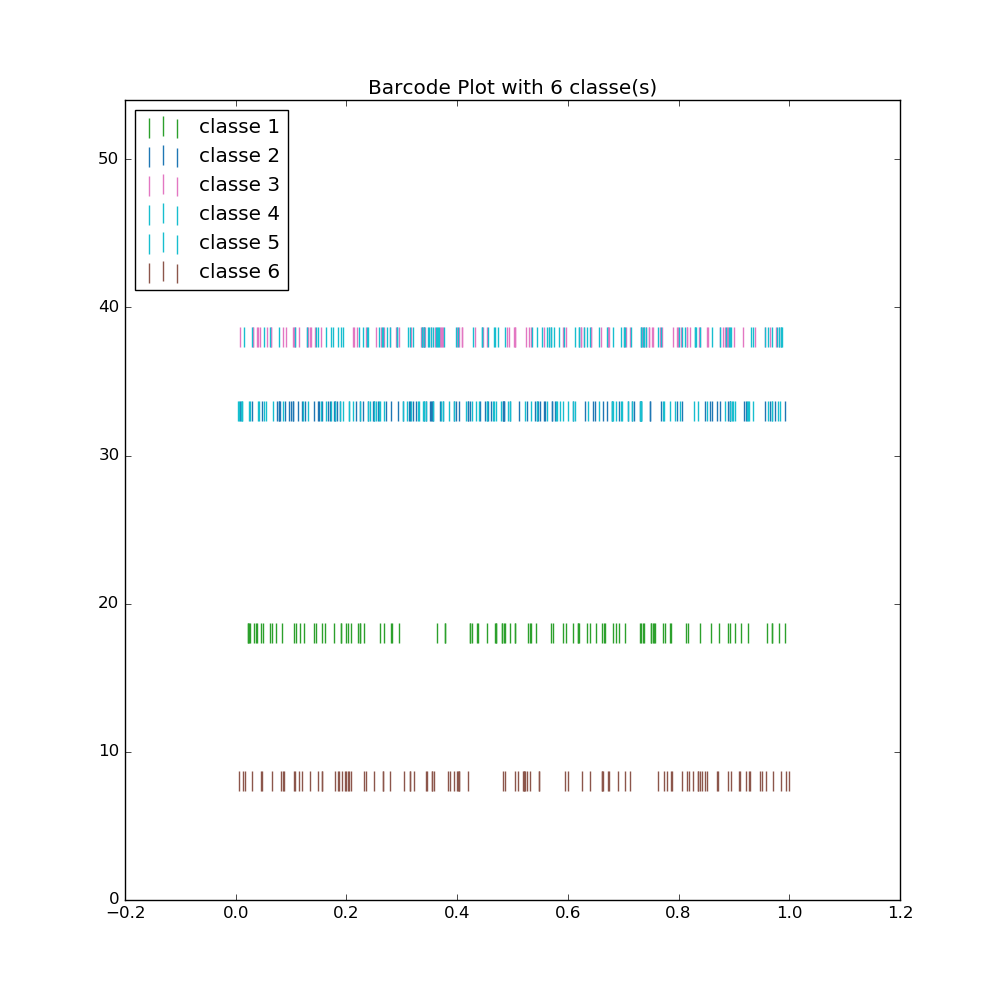 Barcode Plot with 6 classe(s)
classe 1
classe 2
classe 3
classe 4
classe 5
classe 6
50
40
30
20
10
0
−0.2 0.0 0.2 0.4 0.6 0.8 1.0 1.2